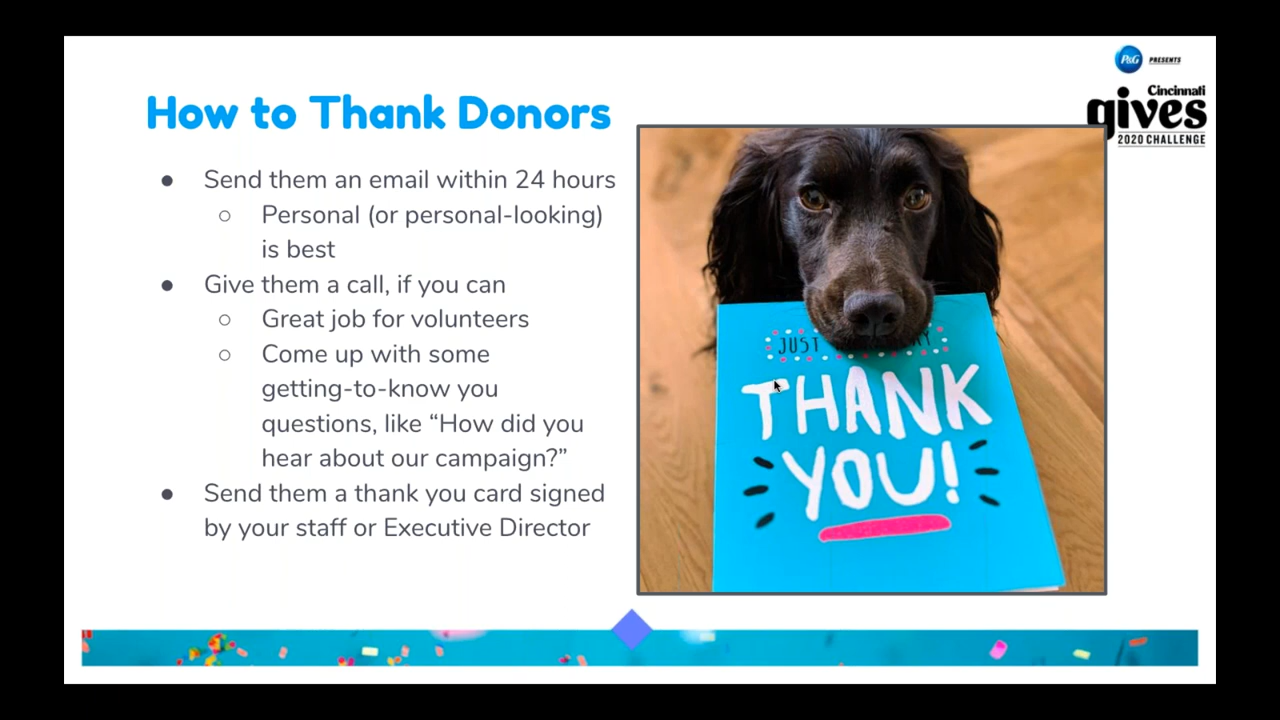 P&G PRESENTS
Cincinnati
gives
2020 CHALLENGE
How to Thank Donors
● Send them an email within 24 hours
○ Personal (or personal-looking)
is best
● Give them a call, if you can
○ Great job for volunteers
○ Come up with some
getting-to-know you
questions, like “How did you
hear about our campaign?”
● Send them a thank you card signed
by your staff or Executive Director
JUST
THANK
YOU!